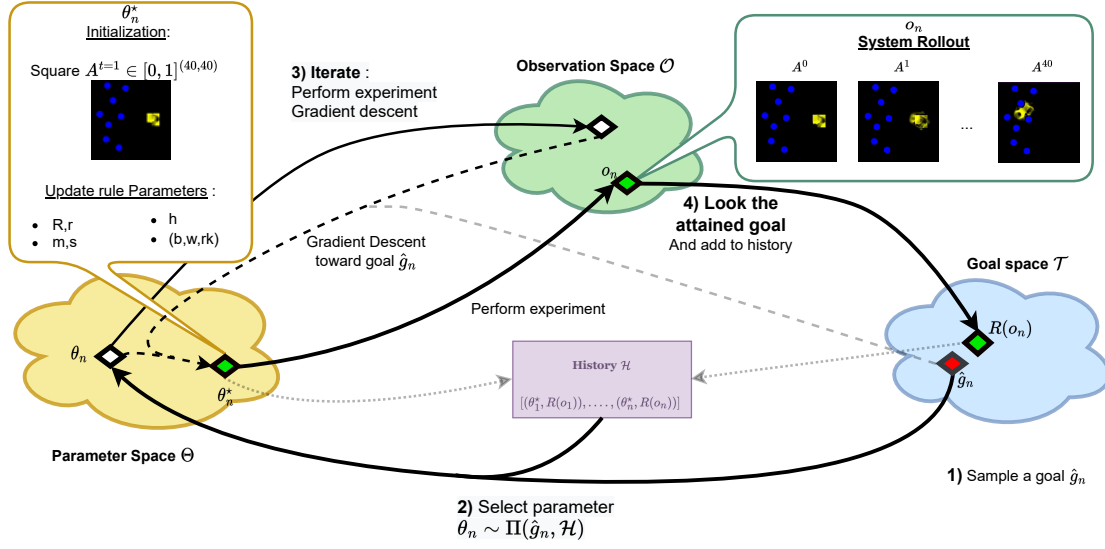 θ⋆n
Initialization:
Square A^{t=1} ∈ [0, 1]^{(40,40)}
Update rule Parameters :
• R,r
• m,s
• h
• (b,w,rk)
3) Iterate :
Perform experiment
Gradient descent
Observation Space 𝒪
o_n
System Rollout
A^0
A^1
A^{40}
...
o_n
4) Look the
attained goal
And add to history
Gradient Descent
toward goal ĝ_n
Perform experiment
Goal space 𝒯
R(o_n)
ĝ_n
θ_n
θ⋆n
Parameter Space Θ
History ℋ
[(θ⋆1, R(o_1)), . . . , (θ⋆n, R(o_n))]
1) Sample a goal ĝ_n
2) Select parameter
θ_n ∼ Π(ĝ_n, ℋ)